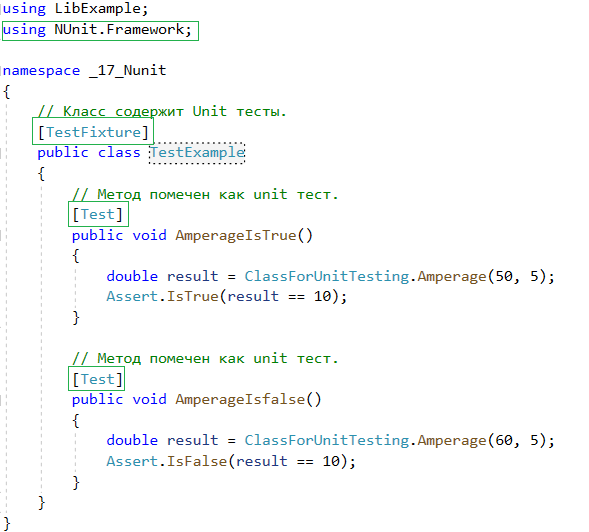 using LibExample;
using NUnit.Framework;
namespace _17_Nunit
{
// Класс содержит Unit тесты.
[TestFixture]
public class TestExample
{
// Метод помечен как unit тест.
[Test]
public void AmperageIsTrue()
{
double result = ClassForUnitTesting.Amperage(50, 5);
Assert.IsTrue(result == 10);
}
// Метод помечен как unit тест.
[Test]
public void AmperageIsfalse()
{
double result = ClassForUnitTesting.Amperage(60, 5);
Assert.IsFalse(result == 10);
}
}
}